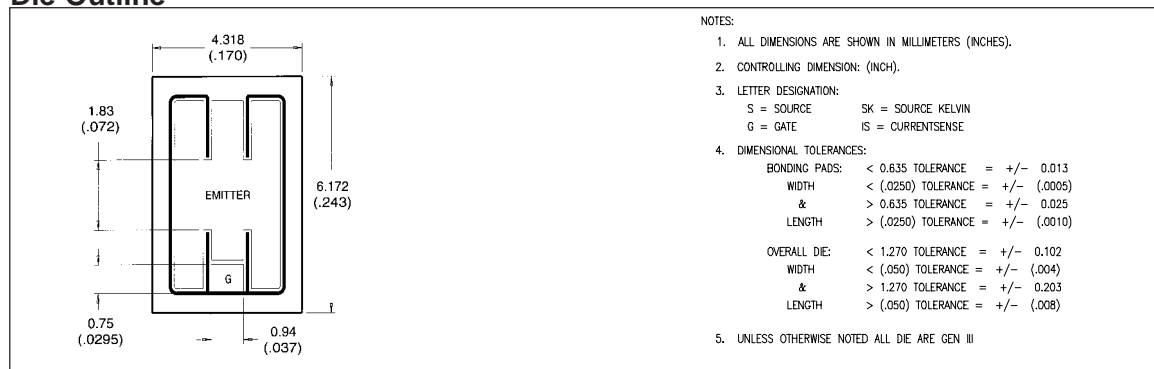 Die Outline
4.318
(.170)
1.83
(.072)
EMITTER
6.172
(.243)
G
0.75
(.0295)
0.94
(.037)
NOTES:
1. ALL DIMENSIONS ARE SHOWN IN MILLIMETERS (INCHES).
2. CONTROLLING DIMENSION: (INCH).
3. LETTER DESIGNATION:
S = SOURCE SK = SOURCE KELVIN
G = GATE IS = CURRENTSENSE
4. DIMENSIONAL TOLERANCES:
BONDING PADS: < 0.635 TOLERANCE = +/- 0.013
WIDTH < (.0250) TOLERANCE = +/- (.0005)
& > 0.635 TOLERANCE = +/- 0.025
LENGTH > (.0250) TOLERANCE = +/- (.0010)
OVERALL DIE: < 1.270 TOLERANCE = +/- 0.102
WIDTH < (.050) TOLERANCE = +/- (.004)
& > 1.270 TOLERANCE = +/- 0.203
LENGTH > (.050) TOLERANCE = +/- (.008)
5. UNLESS OTHERWISE NOTED ALL DIE ARE GEN III